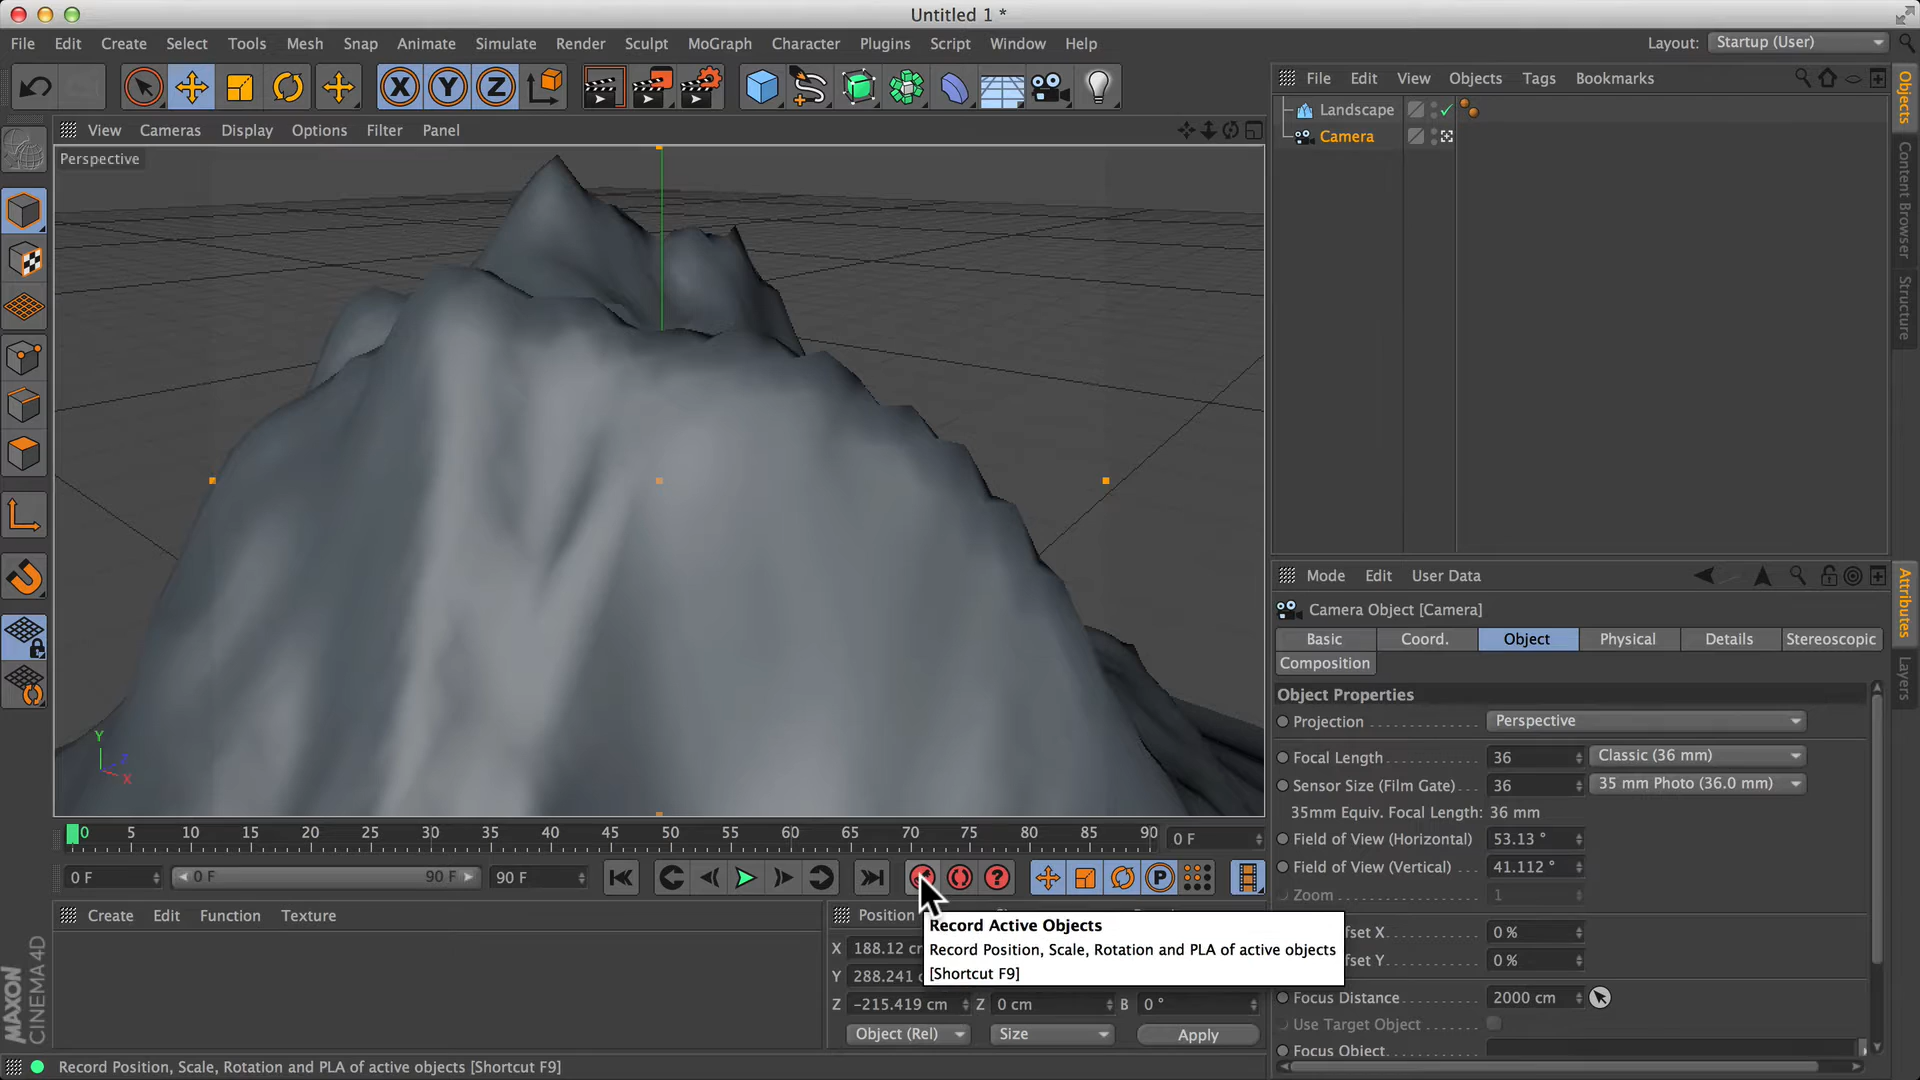 Untitled 1 *
File Edit Create Select Tools Mesh Snap Animate Simulate Render Sculpt MoGraph Character Plugins Script Window Help
Layout: Startup (User)
X Y Z
File Edit View Objects Tags Bookmarks
Objects
Content Browser
Structure
View Cameras Display Options Filter Panel
Perspective
Landscape
Camera
Y
Z
X
Mode Edit User Data
Attributes
Layers
Camera Object [Camera]
Basic Coord. Object Physical Details Stereoscopic
Composition
Object Properties
Projection Perspective
Focal Length 36 Classic (36 mm)
Sensor Size (Film Gate) 36 35 mm Photo (36.0 mm)
35mm Equiv. Focal Length: 36 mm
Field of View (Horizontal) 53.13 °
Field of View (Vertical) 41.112 °
Zoom 1
fset X 0 %
fset Y 0 %
Focus Distance 2000 cm
Use Target Object
Focus Object
0 5 10 15 20 25 30 35 40 45 50 55 60 65 70 75 80 85 90 0 F
0 F 0 F 90 F 90 F ? P
Create Edit Function Texture
Position
X 188.12 cm
Y 288.241
Z -215.419 cm Z 0 cm B 0 °
Object (Rel) Size Apply
Record Active Objects
Record Position, Scale, Rotation and PLA of active objects
[Shortcut F9]
MAXON
CINEMA 4D
Record Position, Scale, Rotation and PLA of active objects [Shortcut F9]